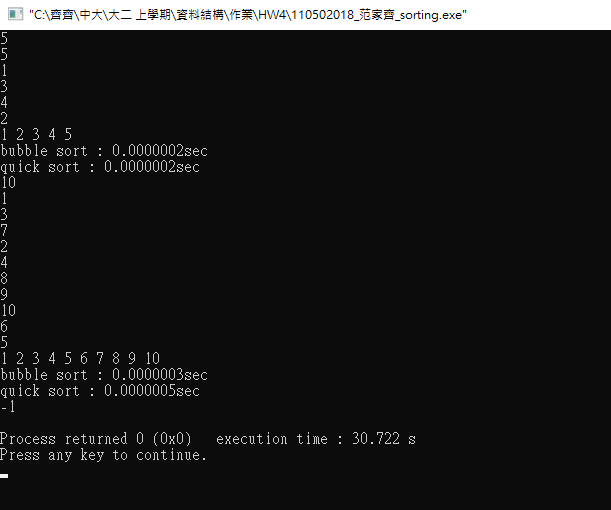 "C:\齊齊\中大\大二 上學期\資料結構\作業\HW4\110502018_范家齊_sorting.exe"
5
5
1
3
4
2
1 2 3 4 5
bubble sort : 0.0000002sec
quick sort : 0.0000002sec
10
1
3
7
2
4
8
9
10
6
5
1 2 3 4 5 6 7 8 9 10
bubble sort : 0.0000003sec
quick sort : 0.0000005sec
-1
Process returned 0 (0x0)   execution time : 30.722 s
Press any key to continue.